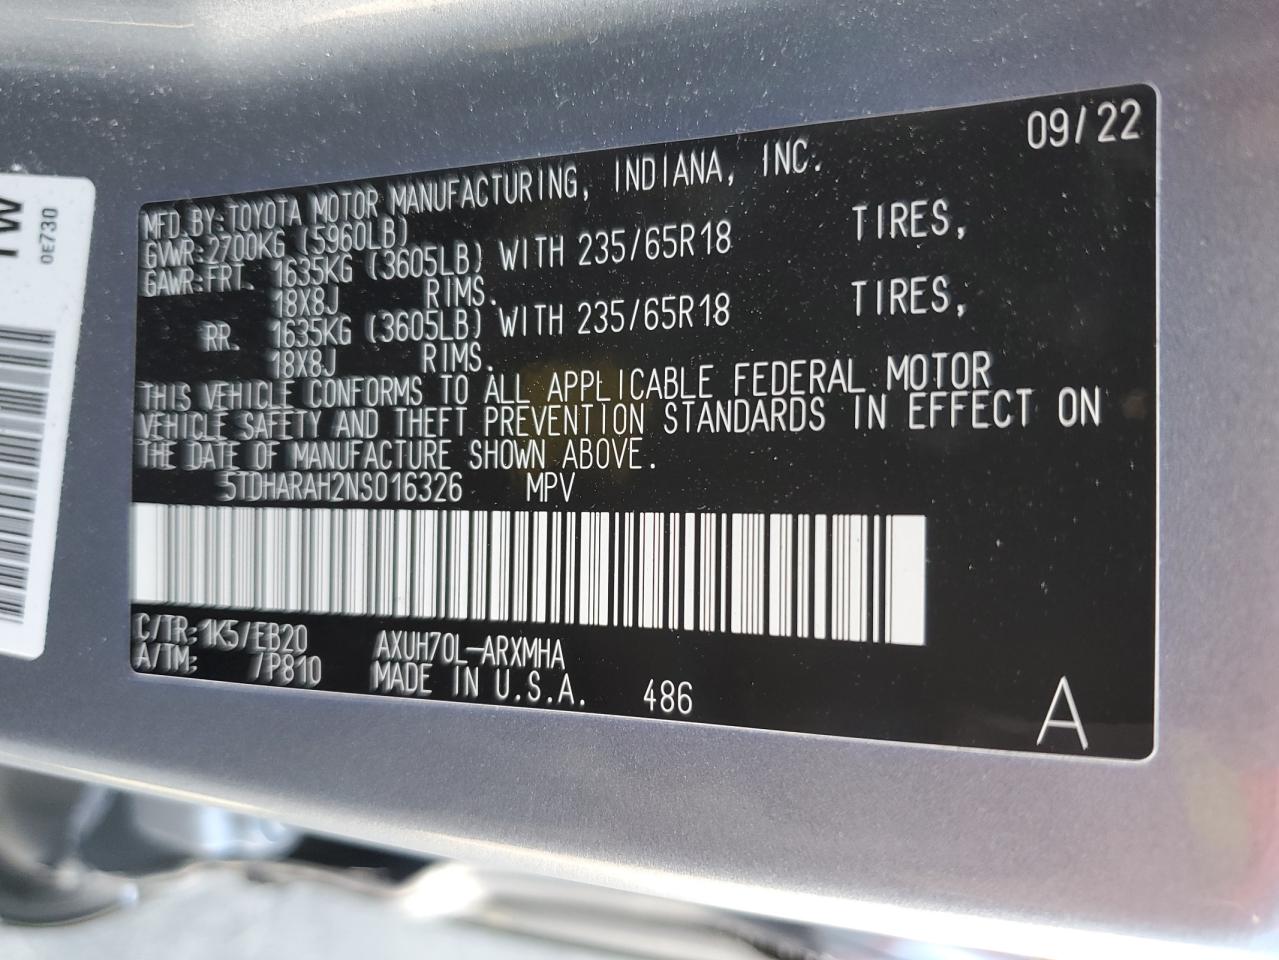 09/22
MFD.BY:TOYOTA MOTOR MANUFACTURING, INDIANA, INC.
GVWR:2700KG (5960LB)
GAWR:FRT. 1635KG (3605LB) WITH 235/65R18 TIRES,
18X8J RIMS.
RR. 1635KG (3605LB) WITH 235/65R18 TIRES,
18X8J RIMS.
THIS VEHICLE CONFORMS TO ALL APPLICABLE FEDERAL MOTOR
VEHICLE SAFETY AND THEFT PREVENTION STANDARDS IN EFFECT ON
THE DATE OF MANUFACTURE SHOWN ABOVE.
5TDHARAH2NS016326 MPV
C/TR:1K5/EB20 AXUH70L-ARXMHA
A/TM: /P810 MADE IN U.S.A. 486
A
0E730